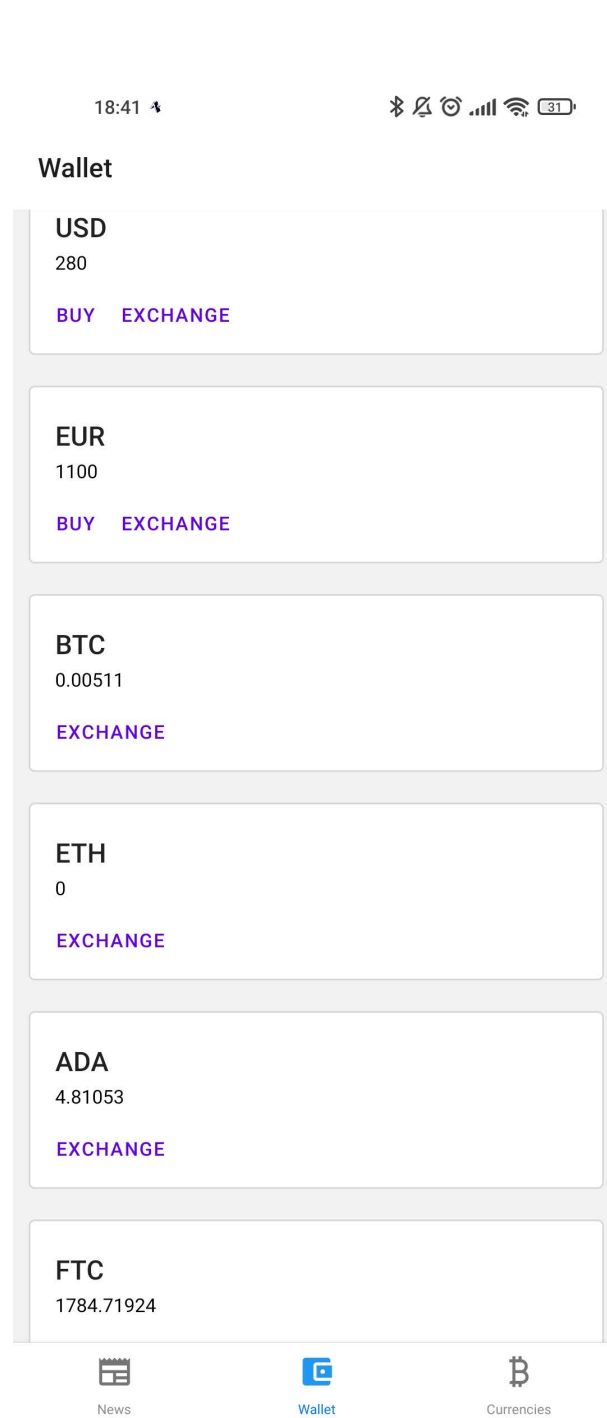 18:41
31
Wallet
USD
280
BUY EXCHANGE
EUR
1100
BUY EXCHANGE
BTC
0.00511
EXCHANGE
ETH
0
EXCHANGE
ADA
4.81053
EXCHANGE
FTC
1784.71924
News Wallet Currencies